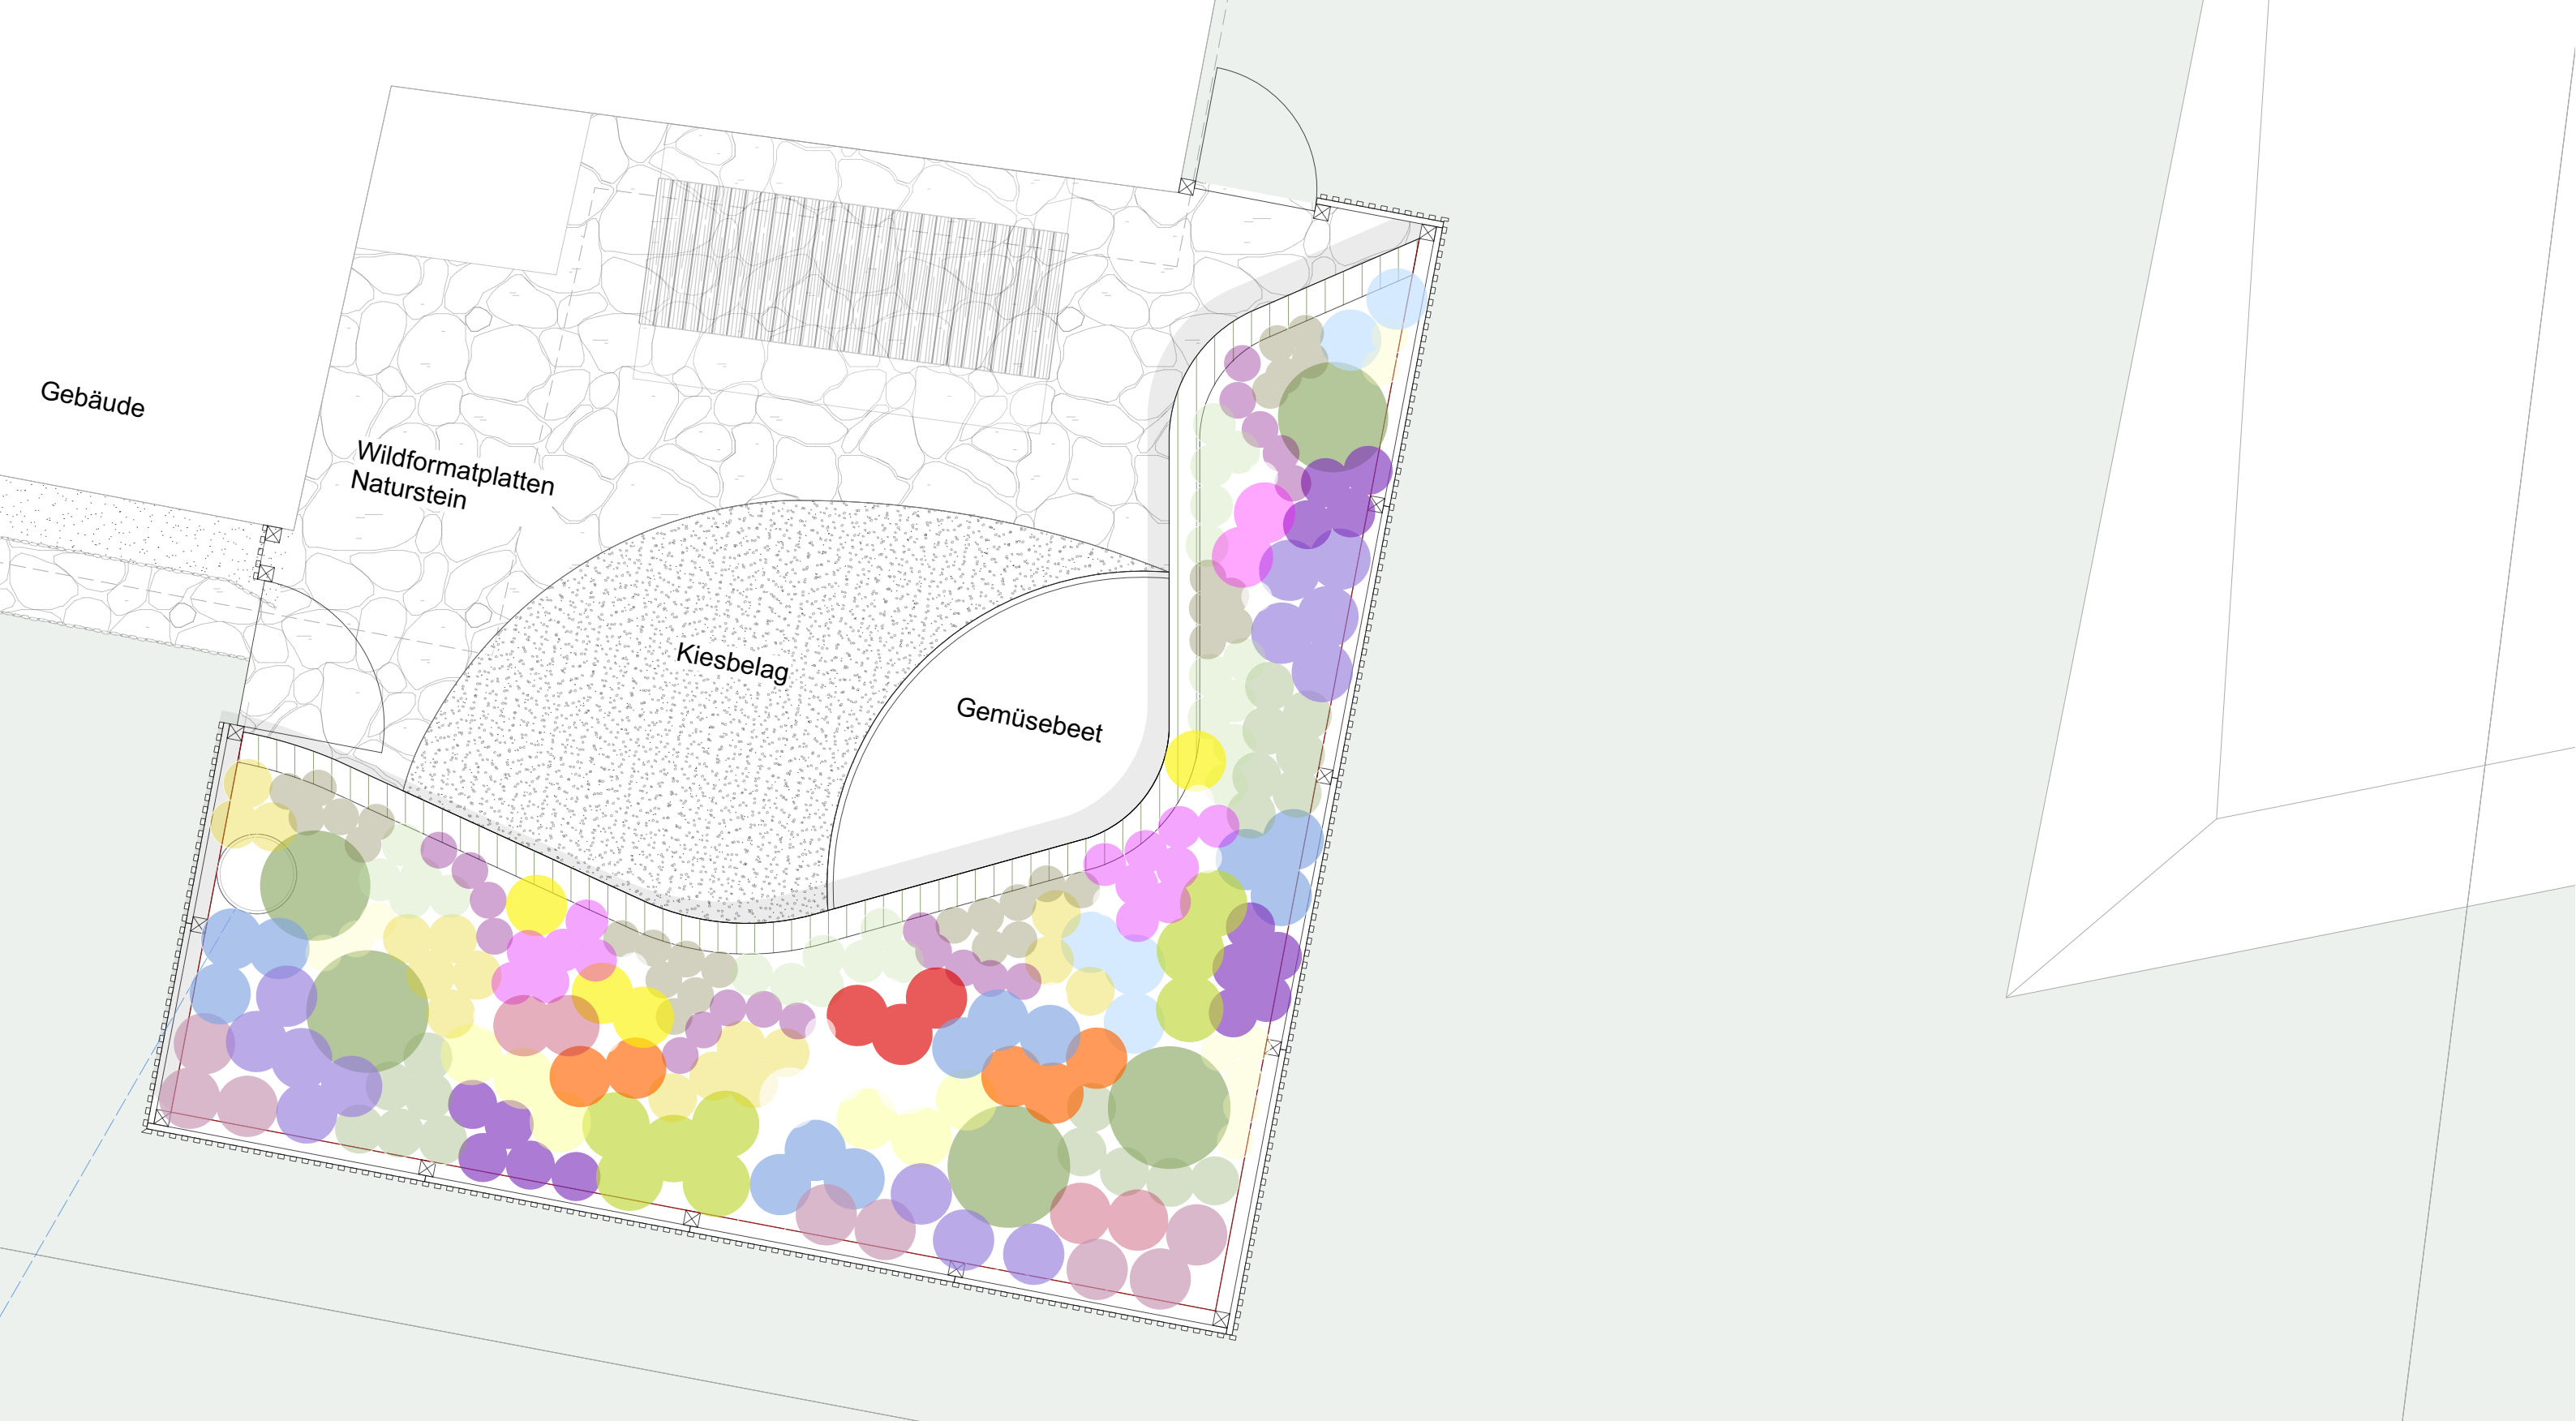 Gebäude
Wildformatplatten
Naturstein
Kiesbelag
Gemüsebeet